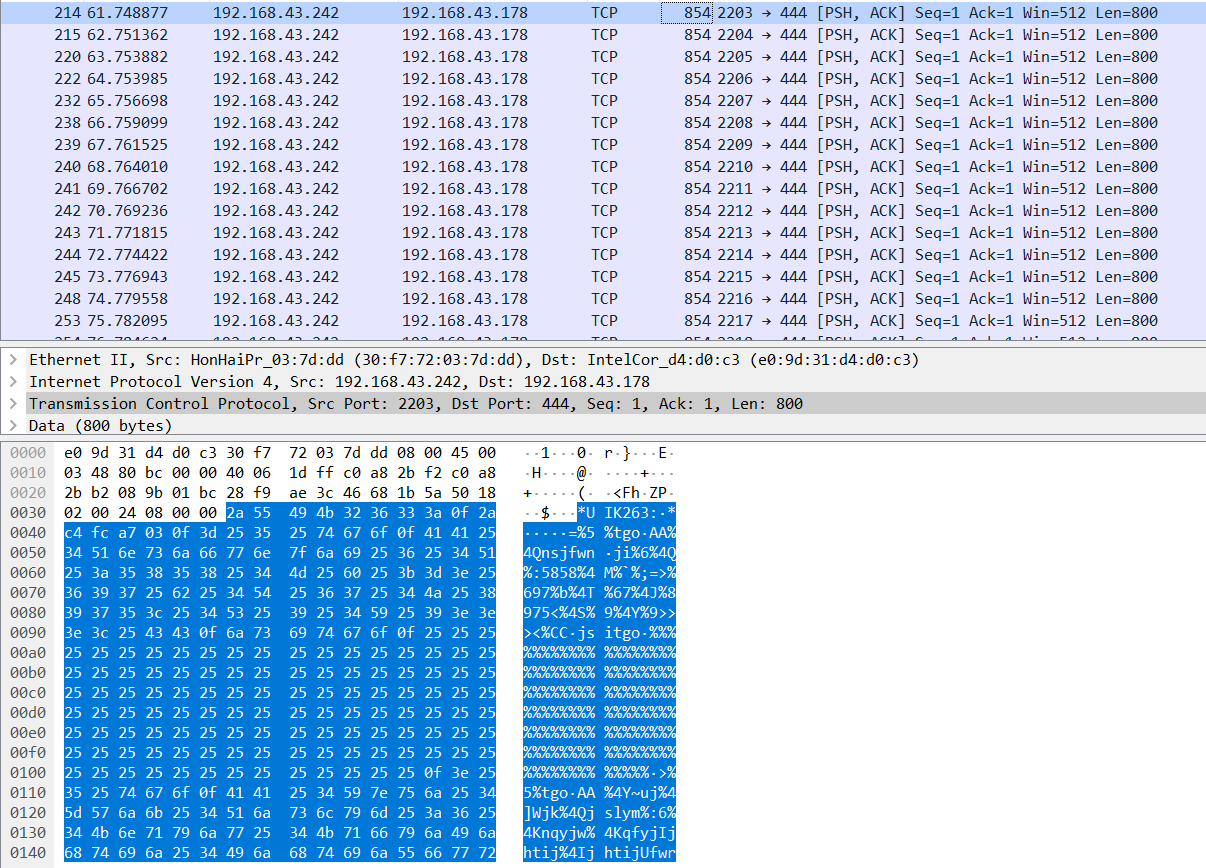 214 61.748877 192.168.43.242 192.168.43.178 TCP 854 2203 → 444 [PSH, ACK] Seq=1 Ack=1 Win=512 Len=800
215 62.751362 192.168.43.242 192.168.43.178 TCP 854 2204 → 444 [PSH, ACK] Seq=1 Ack=1 Win=512 Len=800
220 63.753882 192.168.43.242 192.168.43.178 TCP 854 2205 → 444 [PSH, ACK] Seq=1 Ack=1 Win=512 Len=800
222 64.753985 192.168.43.242 192.168.43.178 TCP 854 2206 → 444 [PSH, ACK] Seq=1 Ack=1 Win=512 Len=800
232 65.756698 192.168.43.242 192.168.43.178 TCP 854 2207 → 444 [PSH, ACK] Seq=1 Ack=1 Win=512 Len=800
238 66.759099 192.168.43.242 192.168.43.178 TCP 854 2208 → 444 [PSH, ACK] Seq=1 Ack=1 Win=512 Len=800
239 67.761525 192.168.43.242 192.168.43.178 TCP 854 2209 → 444 [PSH, ACK] Seq=1 Ack=1 Win=512 Len=800
240 68.764010 192.168.43.242 192.168.43.178 TCP 854 2210 → 444 [PSH, ACK] Seq=1 Ack=1 Win=512 Len=800
241 69.766702 192.168.43.242 192.168.43.178 TCP 854 2211 → 444 [PSH, ACK] Seq=1 Ack=1 Win=512 Len=800
242 70.769236 192.168.43.242 192.168.43.178 TCP 854 2212 → 444 [PSH, ACK] Seq=1 Ack=1 Win=512 Len=800
243 71.771815 192.168.43.242 192.168.43.178 TCP 854 2213 → 444 [PSH, ACK] Seq=1 Ack=1 Win=512 Len=800
244 72.774422 192.168.43.242 192.168.43.178 TCP 854 2214 → 444 [PSH, ACK] Seq=1 Ack=1 Win=512 Len=800
245 73.776943 192.168.43.242 192.168.43.178 TCP 854 2215 → 444 [PSH, ACK] Seq=1 Ack=1 Win=512 Len=800
248 74.779558 192.168.43.242 192.168.43.178 TCP 854 2216 → 444 [PSH, ACK] Seq=1 Ack=1 Win=512 Len=800
253 75.782095 192.168.43.242 192.168.43.178 TCP 854 2217 → 444 [PSH, ACK] Seq=1 Ack=1 Win=512 Len=800
Ethernet II, Src: HonHaiPr_03:7d:dd (30:f7:72:03:7d:dd), Dst: IntelCor_d4:d0:c3 (e0:9d:31:d4:d0:c3)
Internet Protocol Version 4, Src: 192.168.43.242, Dst: 192.168.43.178
Transmission Control Protocol, Src Port: 2203, Dst Port: 444, Seq: 1, Ack: 1, Len: 800
Data (800 bytes)
0000 e0 9d 31 d4 d0 c3 30 f7 72 03 7d dd 08 00 45 00 ··1···0· r·}···E·
0010 03 48 80 bc 00 00 40 06 1d ff c0 a8 2b f2 c0 a8 ·H····@· ····+···
0020 2b b2 08 9b 01 bc 28 f9 ae 3c 46 68 1b 5a 50 18 +·····(· ·<Fh·ZP·
0030 02 00 24 08 00 00 2a 55 49 4b 32 36 33 3a 0f 2a ··$···*U IK263:·*
0040 c4 fc a7 03 0f 3d 25 35 25 74 67 6f 0f 41 41 25 ·····=%5 %tgo·AA%
0050 34 51 6e 73 6a 66 77 6e 7f 6a 69 25 36 25 34 51 4Qnsjfwn ·ji%6%4Q
0060 25 3a 35 38 35 38 25 34 4d 25 60 25 3b 3d 3e 25 %:5858%4 M%`%;=>%
0070 36 39 37 25 62 25 34 54 25 36 37 25 34 4a 25 38 697%b%4T %67%4J%8
0080 39 37 35 3c 25 34 53 25 39 25 34 59 25 39 3e 3e 975<%4S% 9%4Y%9>>
0090 3e 3c 25 43 43 0f 6a 73 69 74 67 6f 0f 25 25 25 ><%CC·js itgo·%%%
00a0 25 25 25 25 25 25 25 25 25 25 25 25 25 25 25 25 %%%%%%%% %%%%%%%%
00b0 25 25 25 25 25 25 25 25 25 25 25 25 25 25 25 25 %%%%%%%% %%%%%%%%
00c0 25 25 25 25 25 25 25 25 25 25 25 25 25 25 25 25 %%%%%%%% %%%%%%%%
00d0 25 25 25 25 25 25 25 25 25 25 25 25 25 25 25 25 %%%%%%%% %%%%%%%%
00e0 25 25 25 25 25 25 25 25 25 25 25 25 25 25 25 25 %%%%%%%% %%%%%%%%
00f0 25 25 25 25 25 25 25 25 25 25 25 25 25 25 25 25 %%%%%%%% %%%%%%%%
0100 25 25 25 25 25 25 25 25 25 25 25 25 25 0f 3e 25 %%%%%%%% %%%%%·>%
0110 35 25 74 67 6f 0f 41 41 25 34 59 7e 75 6a 25 34 5%tgo·AA %4Y~uj%4
0120 5d 57 6a 6b 25 34 51 6a 73 6c 79 6d 25 3a 36 25 ]Wjk%4Qj slym%:6%
0130 34 4b 6e 71 79 6a 77 25 34 4b 71 66 79 6a 49 6a 4Knqyjw% 4KqfyjIj
0140 68 74 69 6a 25 34 49 6a 68 74 69 6a 55 66 77 72 htij%4Ij htijUfwr